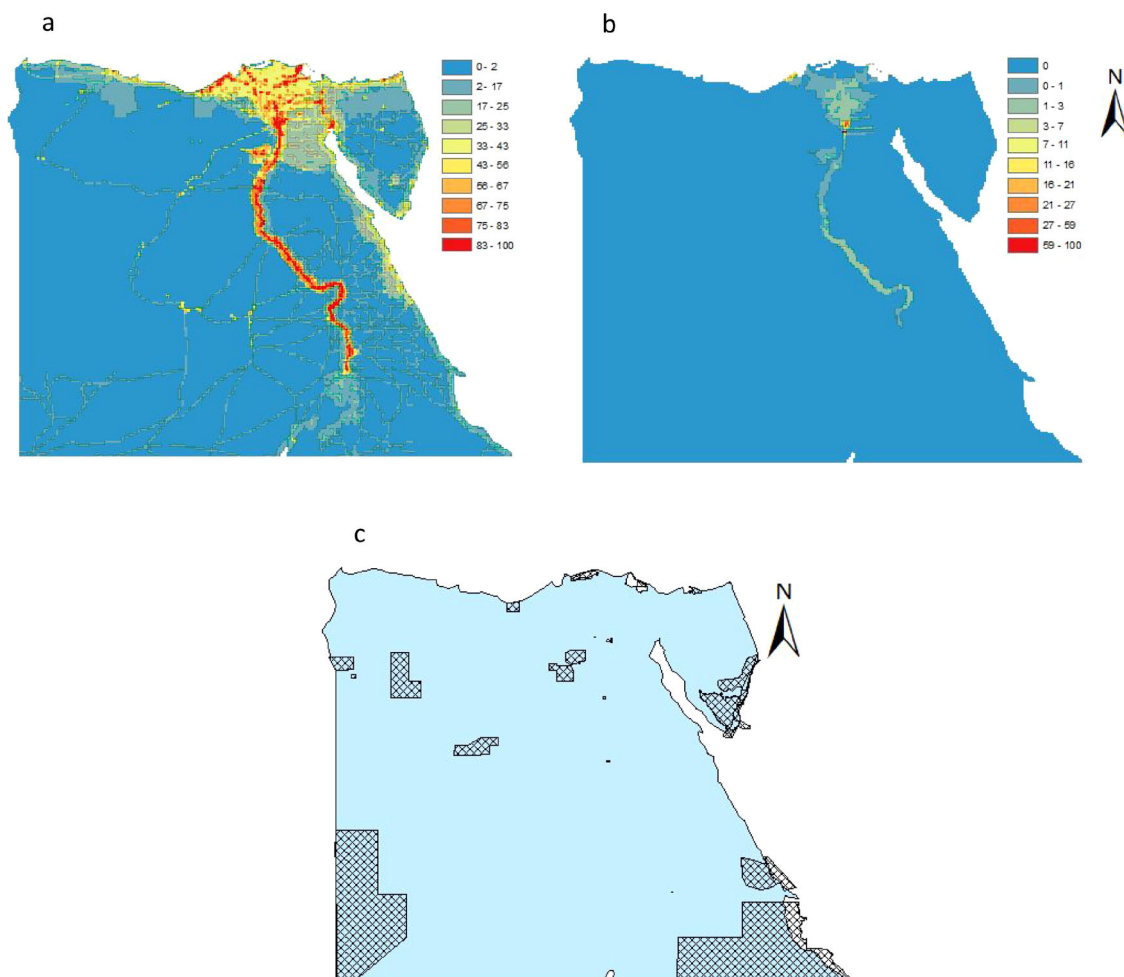 a
b
0 - 2
2 - 17
17 - 25
25 - 33
33 - 43
43 - 56
56 - 67
67 - 75
75 - 83
83 - 100
0
0 - 1
1 - 3
3 - 7
7 - 11
11 - 16
16 - 21
21 - 27
27 - 59
59 - 100
N
c
N